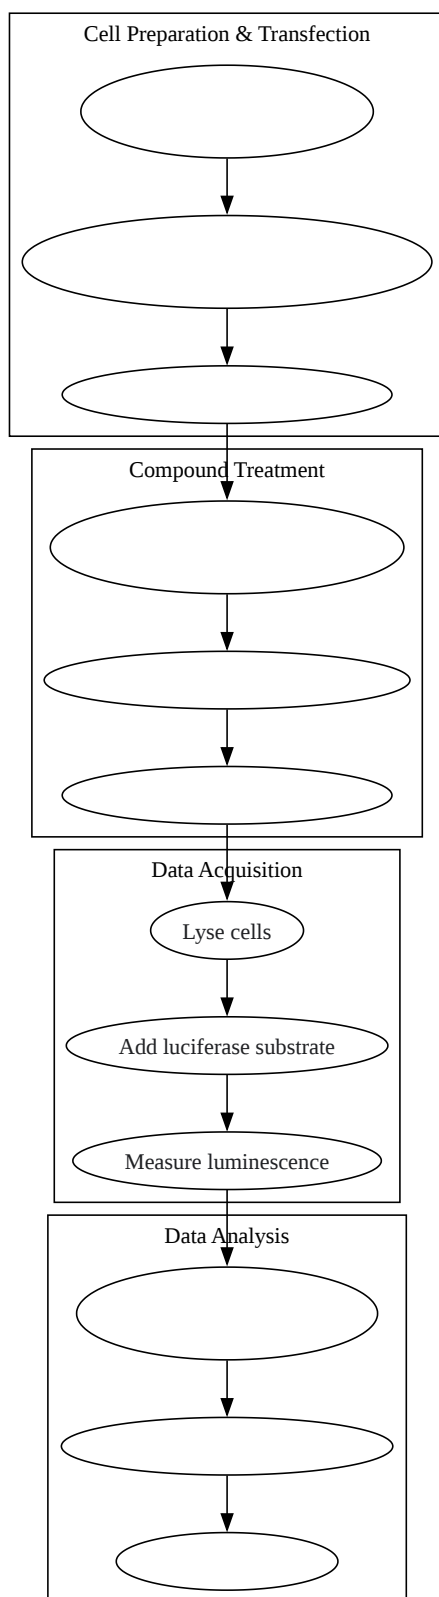 Cell Preparation & Transfection
Compound Treatment
Data Acquisition
Lyse cells
Add luciferase substrate
Measure luminescence
Data Analysis